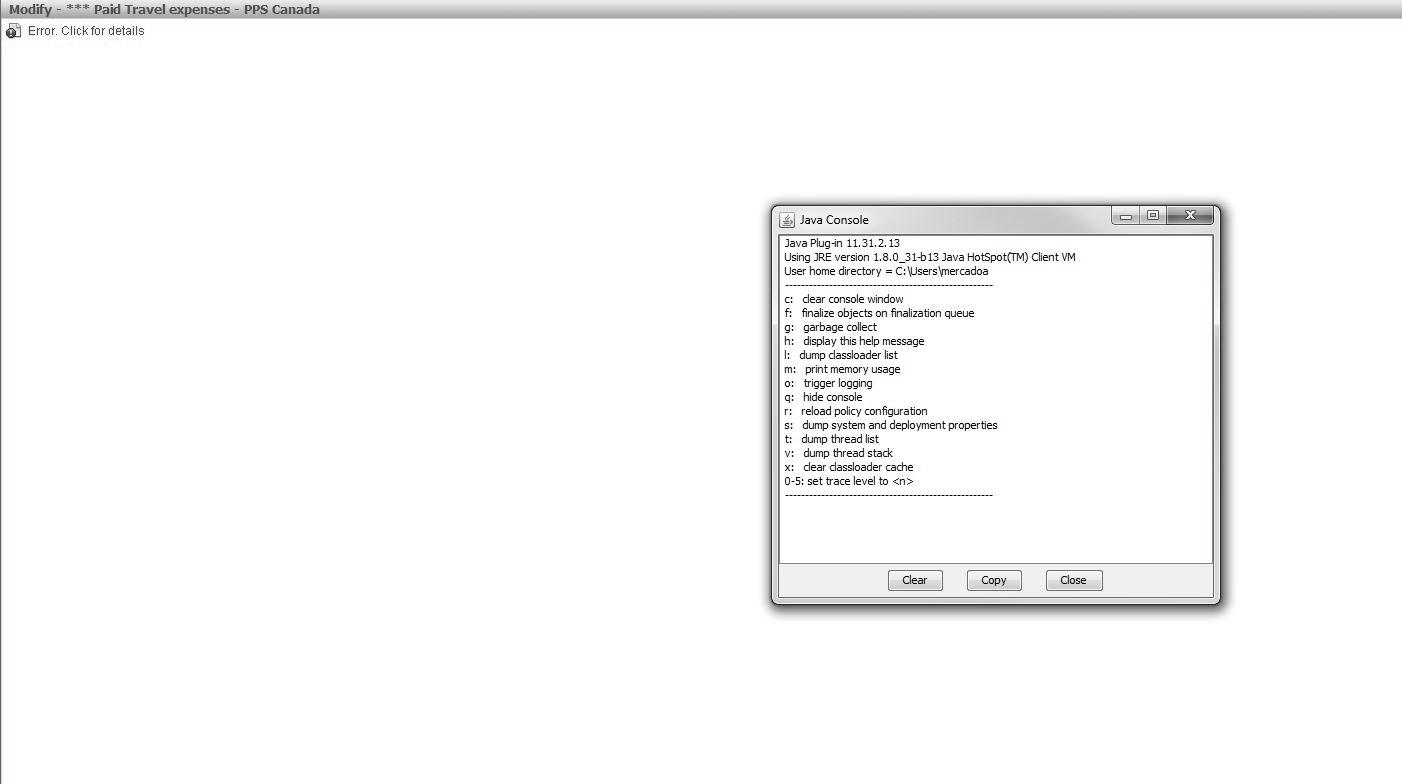 Modify - *** Paid Travel expenses - PPS Canada
Error. Click for details
Java Console
Java Plug-in 11.31.2.13
Using JRE version 1.8.0_31-b13 Java HotSpot(TM) Client VM
User home directory = C:\Users\mercadoa
----------------------------------------------------
c:   clear console window
f:   finalize objects on finalization queue
g:   garbage collect
h:   display this help message
l:   dump classloader list
m:   print memory usage
o:   trigger logging
q:   hide console
r:   reload policy configuration
s:   dump system and deployment properties
t:   dump thread list
v:   dump thread stack
x:   clear classloader cache
0-5: set trace level to <n>
----------------------------------------------------
Clear Copy Close